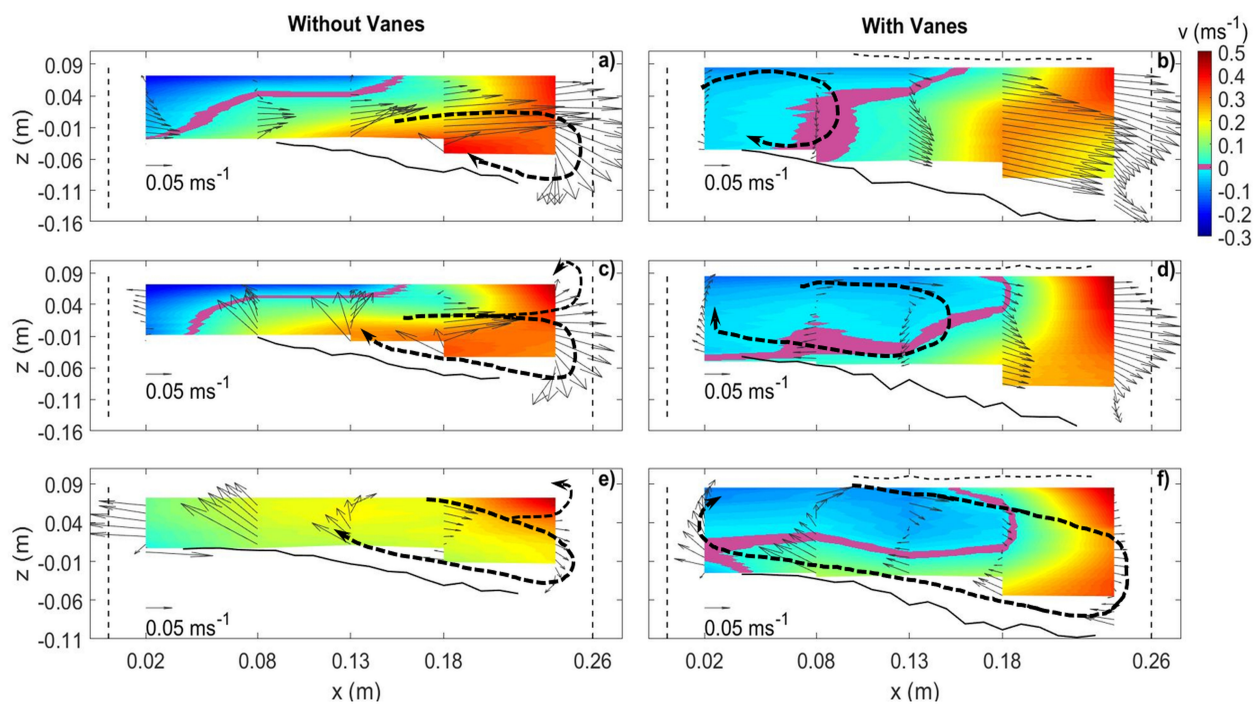 Without Vanes
With Vanes
v (ms⁻¹)
a)
b)
0.09
0.04
-0.01
-0.06
-0.11
-0.16
z (m)
0.05 ms⁻¹
0.05 ms⁻¹
0.5
0.4
0.3
0.2
0.1
0
-0.1
-0.2
-0.3
c)
d)
0.09
0.04
-0.01
-0.06
-0.11
-0.16
z (m)
0.05 ms⁻¹
0.05 ms⁻¹
e)
f)
0.09
0.04
-0.01
-0.06
-0.11
z (m)
0.05 ms⁻¹
0.05 ms⁻¹
0.02 0.08 0.13 0.18 0.26
0.02 0.08 0.13 0.18 0.26
x (m)
x (m)